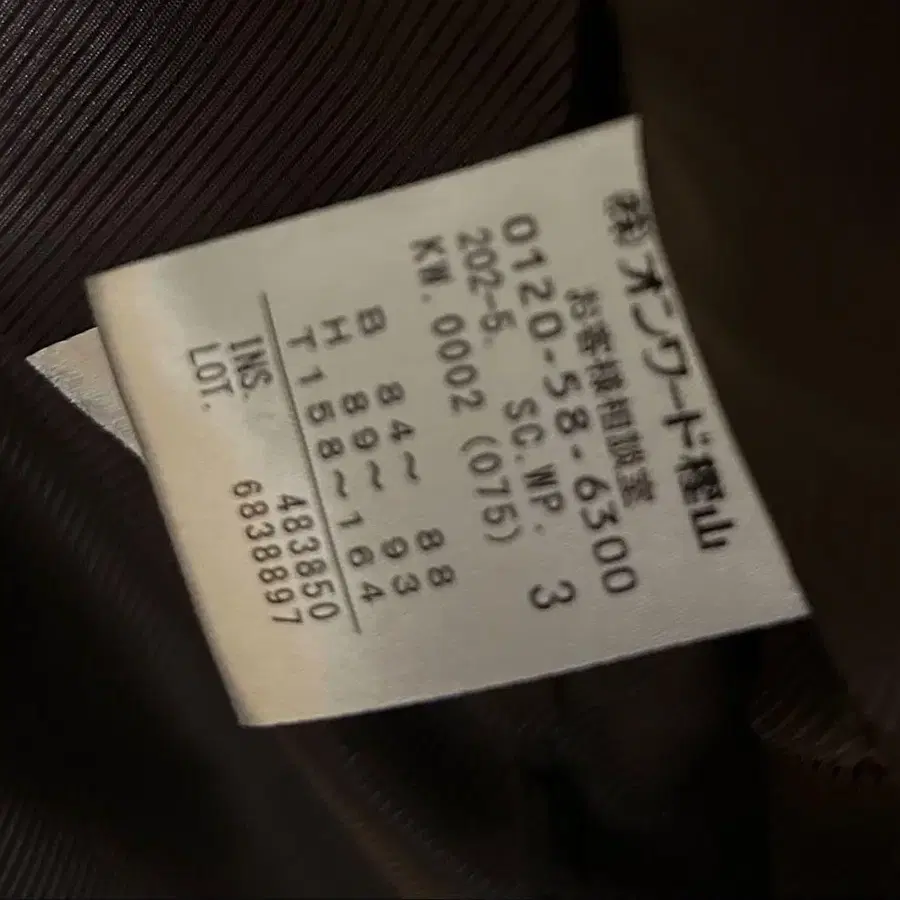 ㈱オンワード樫山
お客様相談室
0120-58-6300
202-5. SC.WP. 3
KW.0002 (075)
B 84~ 88
H 89~ 93
T 158~164
INS. 483850
LOT. 6838897